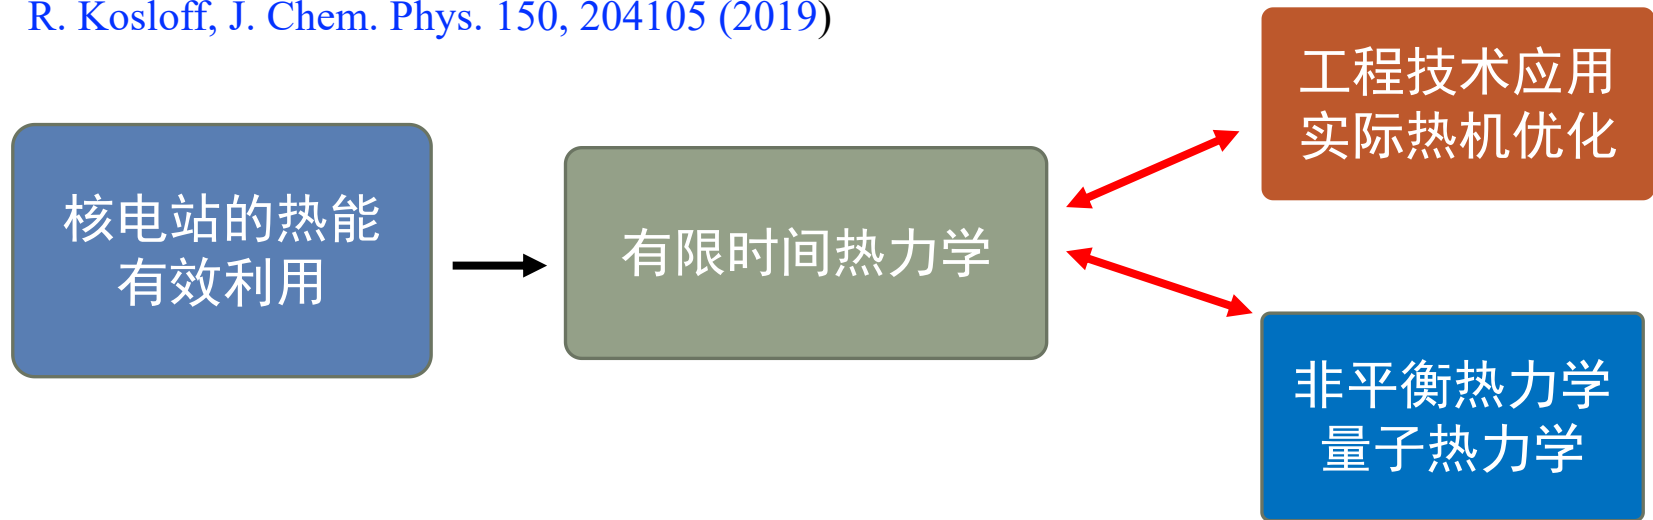 R. Kosloff, J. Chem. Phys. 150, 204105 (2019)
核电站的热能
有效利用
有限时间热力学
工程技术应用
实际热机优化
非平衡热力学
量子热力学